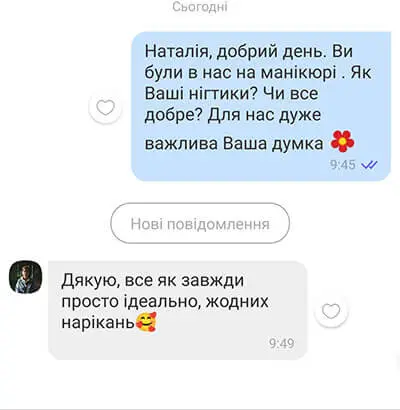 Сьогодні
Наталія, добрий день. Ви
були в нас на манікюрі . Як
Ваші нігтики? Чи все
добре? Для нас дуже
важлива Ваша думка 🌺
9:45
Нові повідомлення
Дякую, все як завжди
просто ідеально, жодних
нарікань🥰
9:49